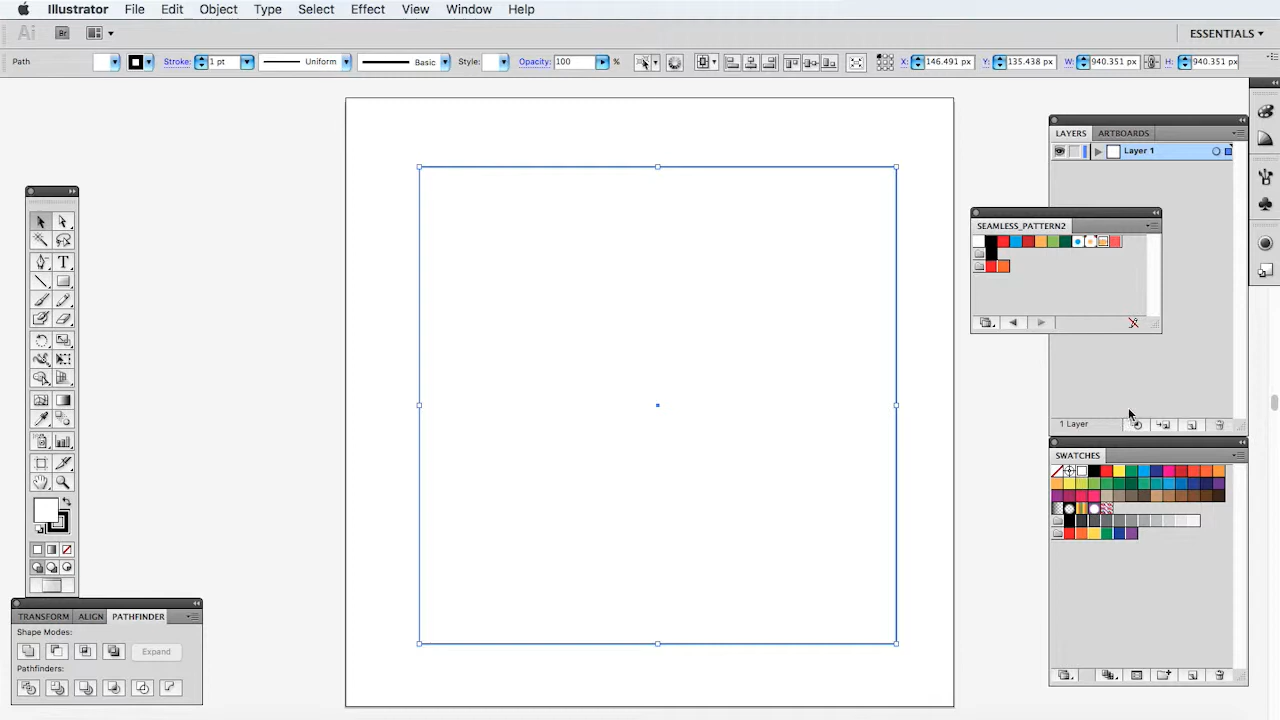 Illustrator File Edit Object Type Select Effect View Window Help
Ai Br ESSENTIALS
Path Stroke: 1 pt Uniform Basic Style: Opacity: 100 % X: 146.491 px Y: 135.438 px W: 940.351 px H: 940.351 px
LAYERS ARTBOARDS
Layer 1
SEAMLESS_PATTERN2
1 Layer
SWATCHES
T
TRANSFORM ALIGN PATHFINDER
Shape Modes:
Expand
Pathfinders: